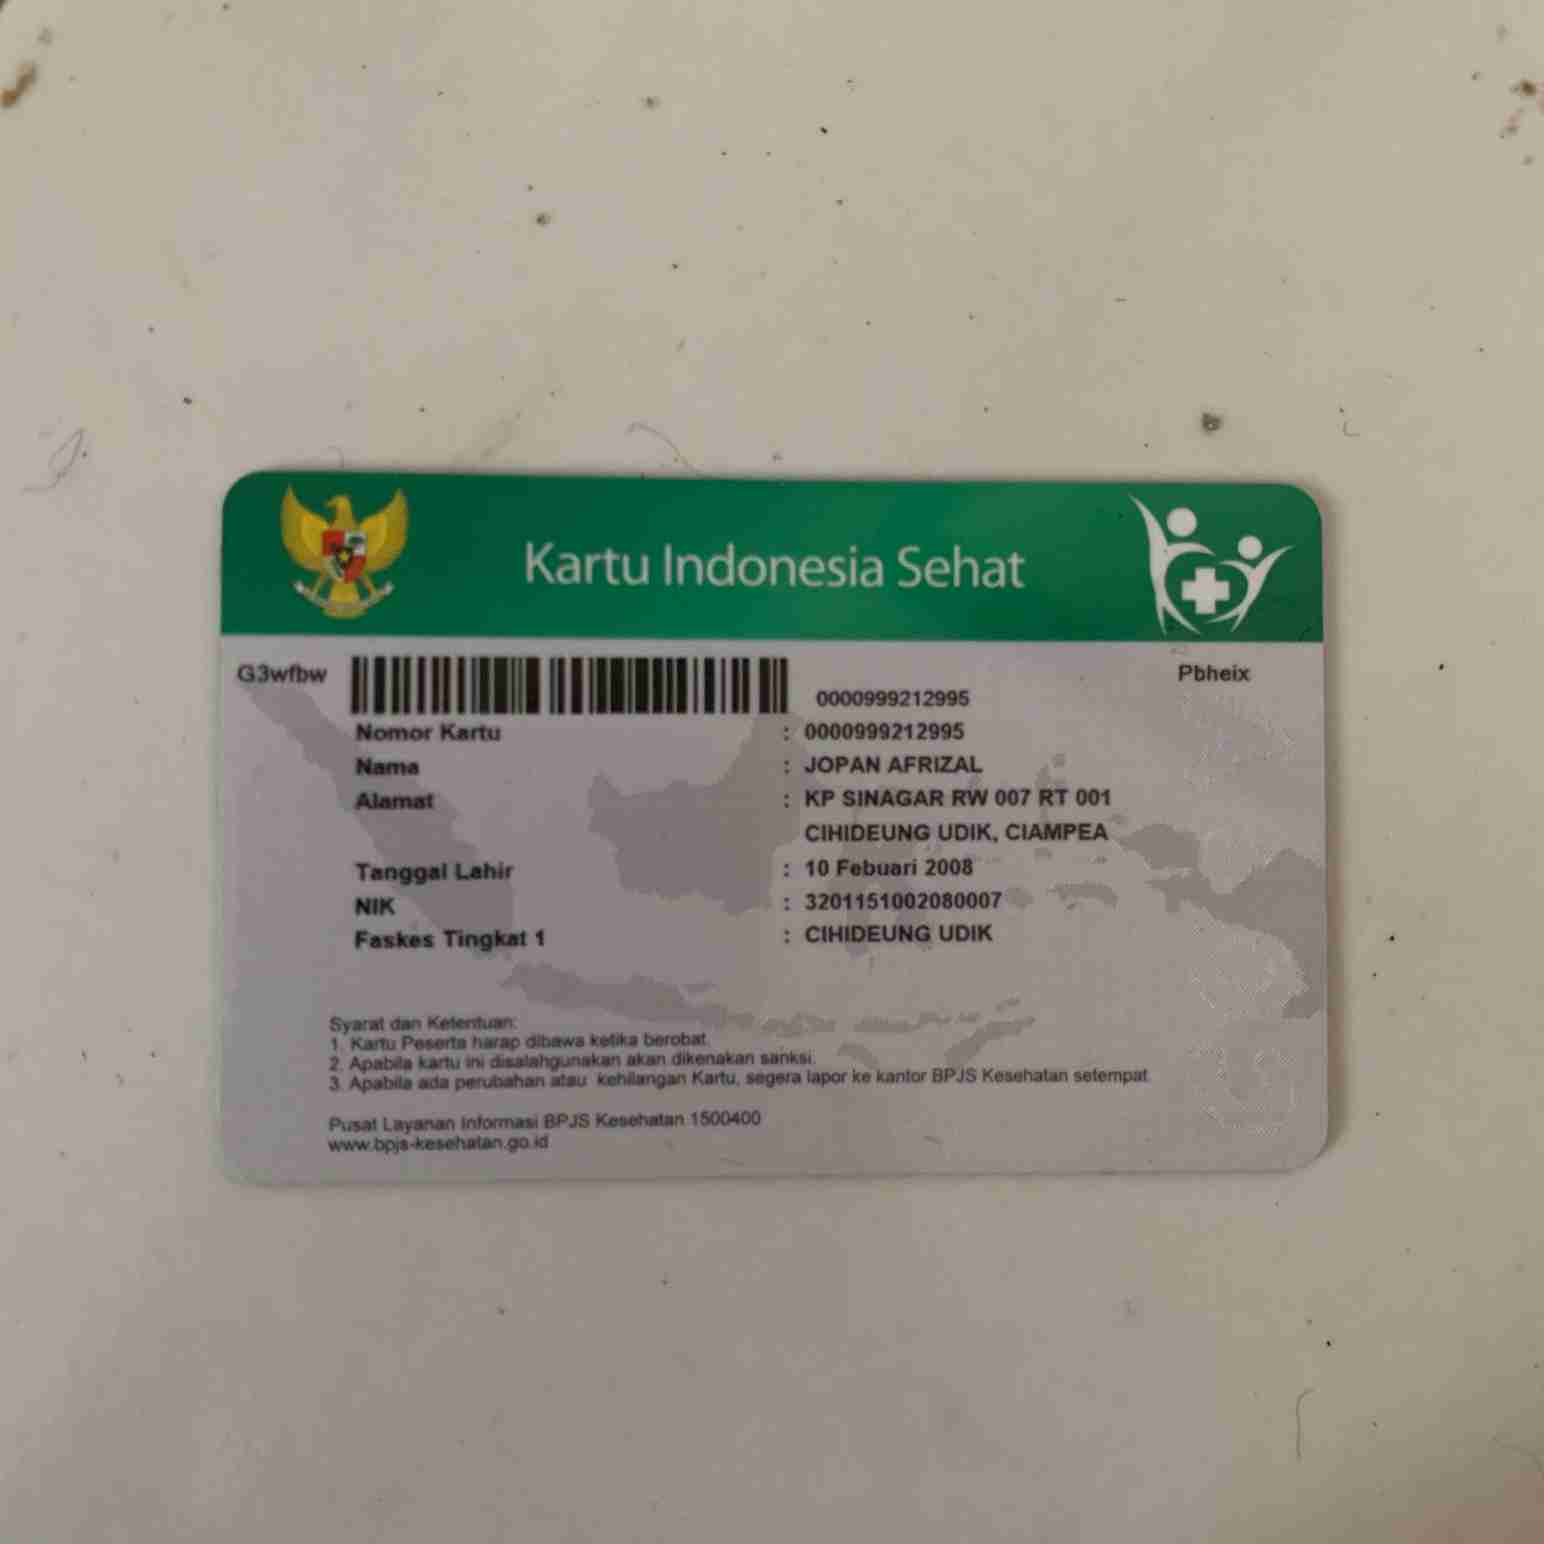 Kartu Indonesia Sehat
G3wfbw
Pbheix
0000999212995
Nomor Kartu : 0000999212995
Nama : JOPAN AFRIZAL
Alamat : KP SINAGAR RW 007 RT 001
CIHIDEUNG UDIK, CIAMPEA
Tanggal Lahir : 10 Febuari 2008
NIK : 3201151002080007
Faskes Tingkat 1 : CIHIDEUNG UDIK
Syarat dan Ketentuan:
1. Kartu Peserta harap dibawa ketika berobat.
2. Apabila kartu ini disalahgunakan akan dikenakan sanksi.
3. Apabila ada perubahan atau kehilangan Kartu, segera lapor ke kantor BPJS Kesehatan setempat
Pusat Layanan Informasi BPJS Kesehatan 1500400
www.bpjs-kesehatan.go.id